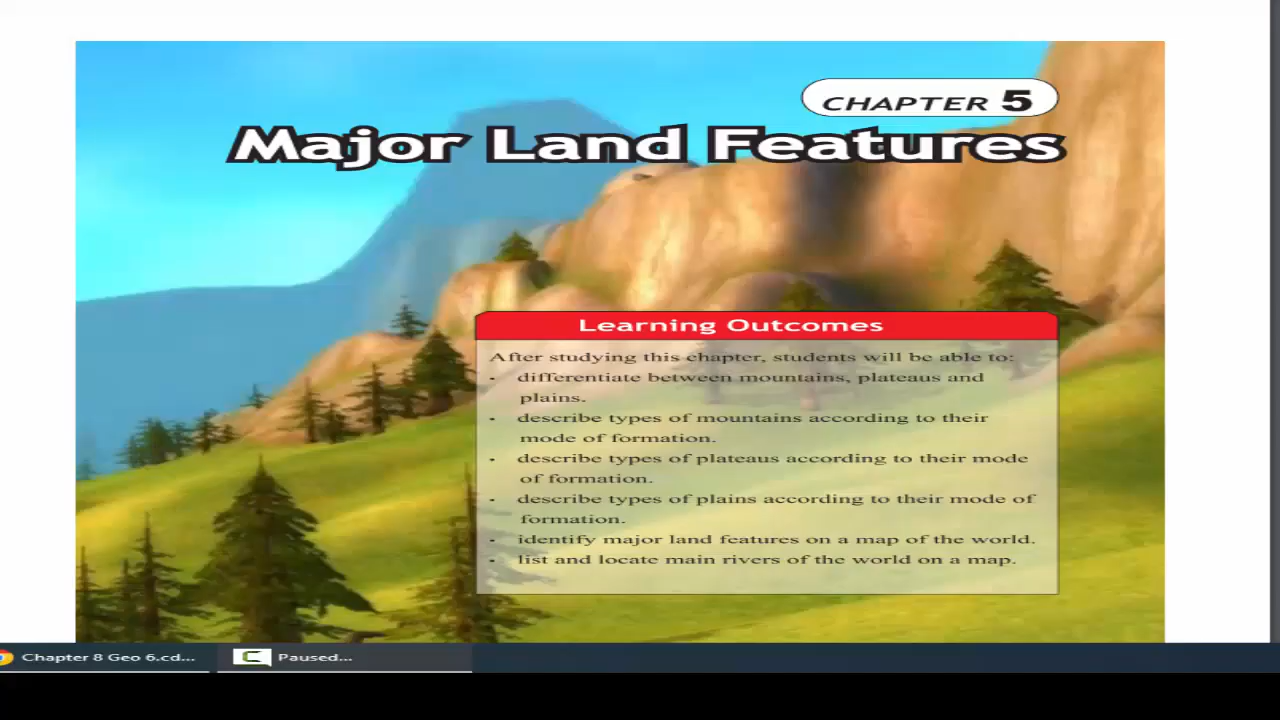 CHAPTER 5
Major Land Features
Learning Outcomes
After studying this chapter, students will be able to:
· differentiate between mountains, plateaus and
plains.
· describe types of mountains according to their
mode of formation.
· describe types of plateaus according to their mode
of formation.
· describe types of plains according to their mode of
formation.
· identify major land features on a map of the world.
· list and locate main rivers of the world on a map.
Chapter 8 Geo 6.cd... Paused...